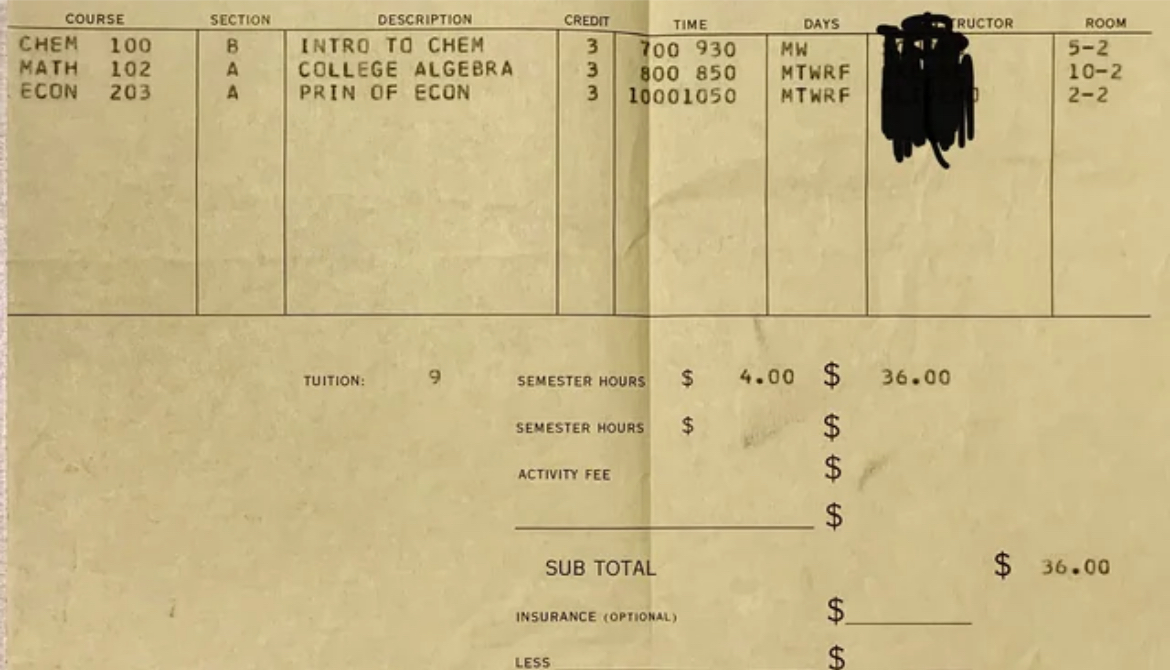 COURSE SECTION DESCRIPTION CREDIT TIME DAYS TRUCTOR ROOM
CHEM 100 B INTRO TO CHEM 3 700 930 MW 5-2
MATH 102 A COLLEGE ALGEBRA 3 800 850 MTWRF 10-2
ECON 203 A PRIN OF ECON 3 10001050 MTWRF 2-2
TUITION: 9 SEMESTER HOURS $ 4.00 $ 36.00
SEMESTER HOURS $ $
ACTIVITY FEE $
$
SUB TOTAL $ 36.00
INSURANCE (OPTIONAL) $
LESS $